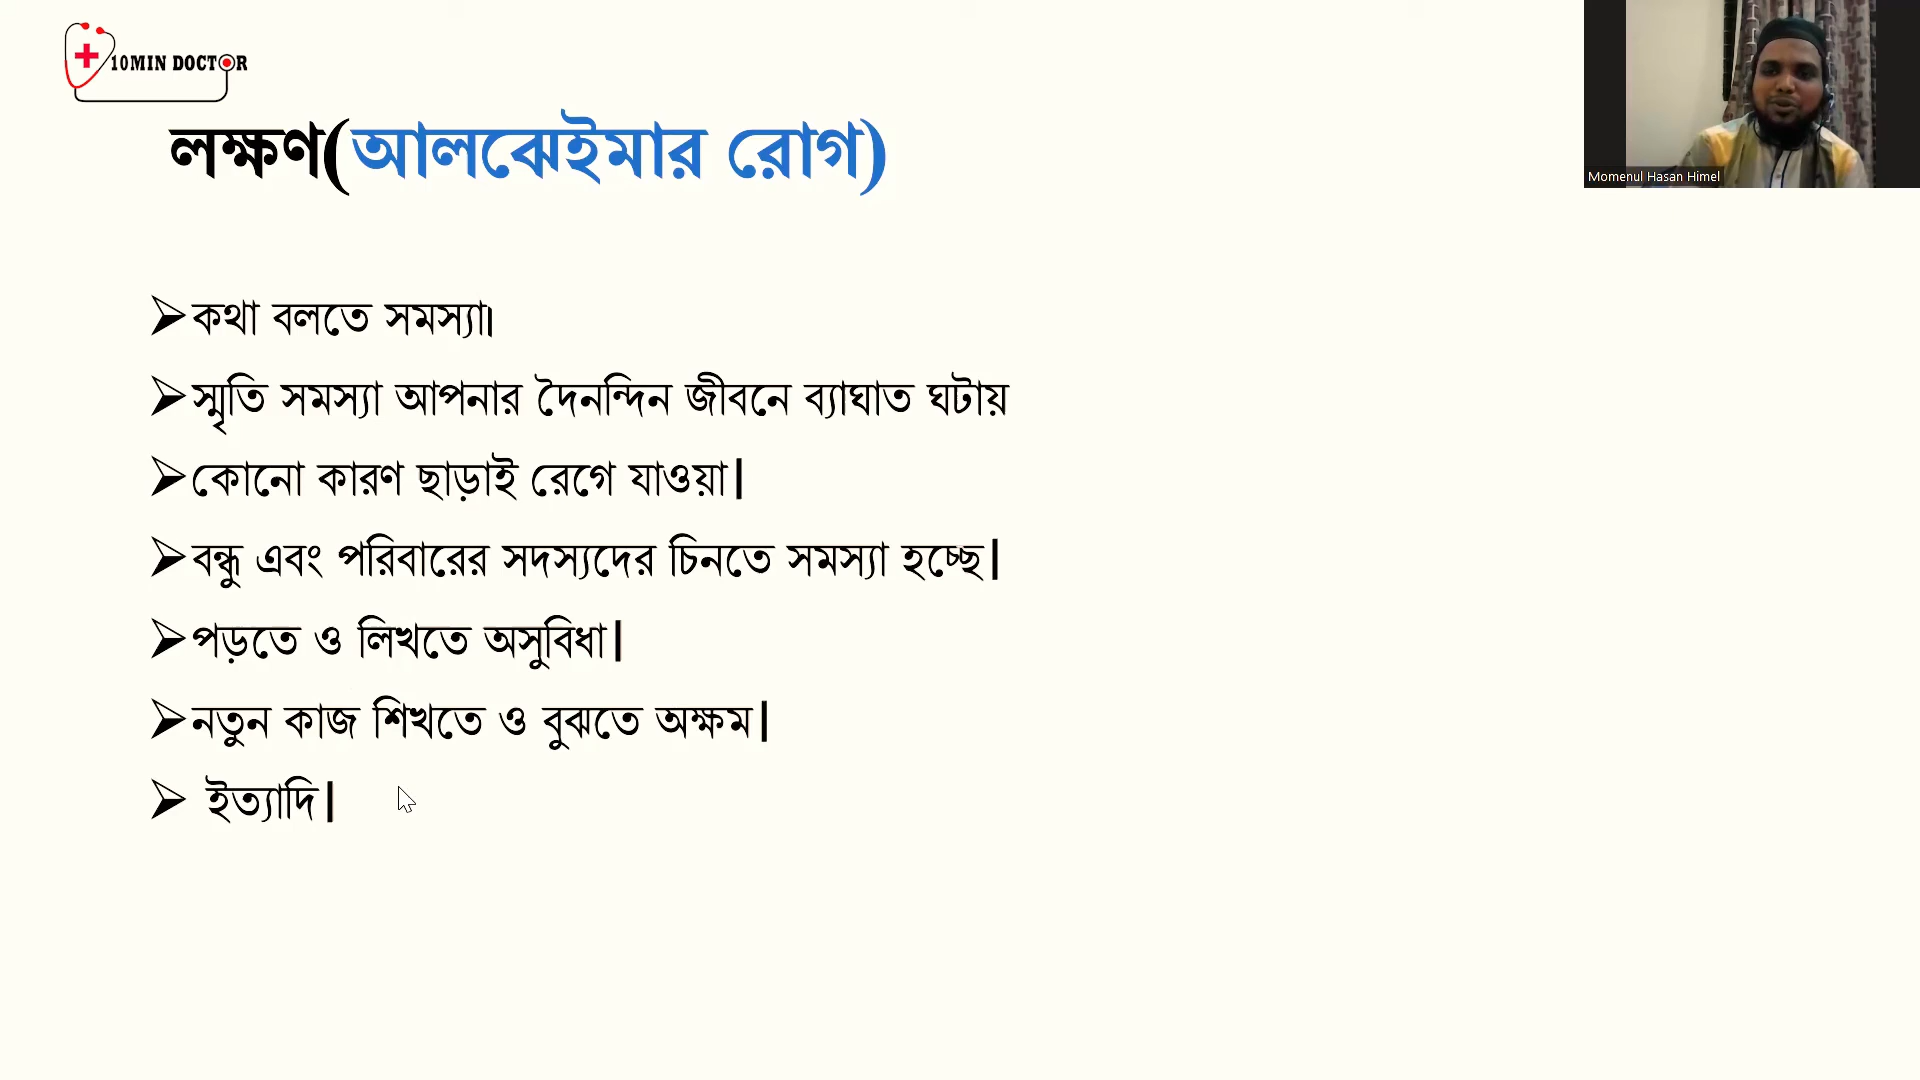 10MIN DOCTOR
Momenul Hasan Himel
লক্ষণ(আলঝেইমার রোগ)
➢কথা বলতে সমস্যা৷
➢স্মৃতি সমস্যা আপনার দৈনন্দিন জীবনে ব্যাঘাত ঘটায়
➢কোনো কারণ ছাড়াই রেগে যাওয়া|
➢বন্ধু এবং পরিবারের সদস্যদের চিনতে সমস্যা হচ্ছে|
➢পড়তে ও লিখতে অসুবিধা|
➢নতুন কাজ শিখতে ও বুঝতে অক্ষম|
➢ ইত্যাদি|